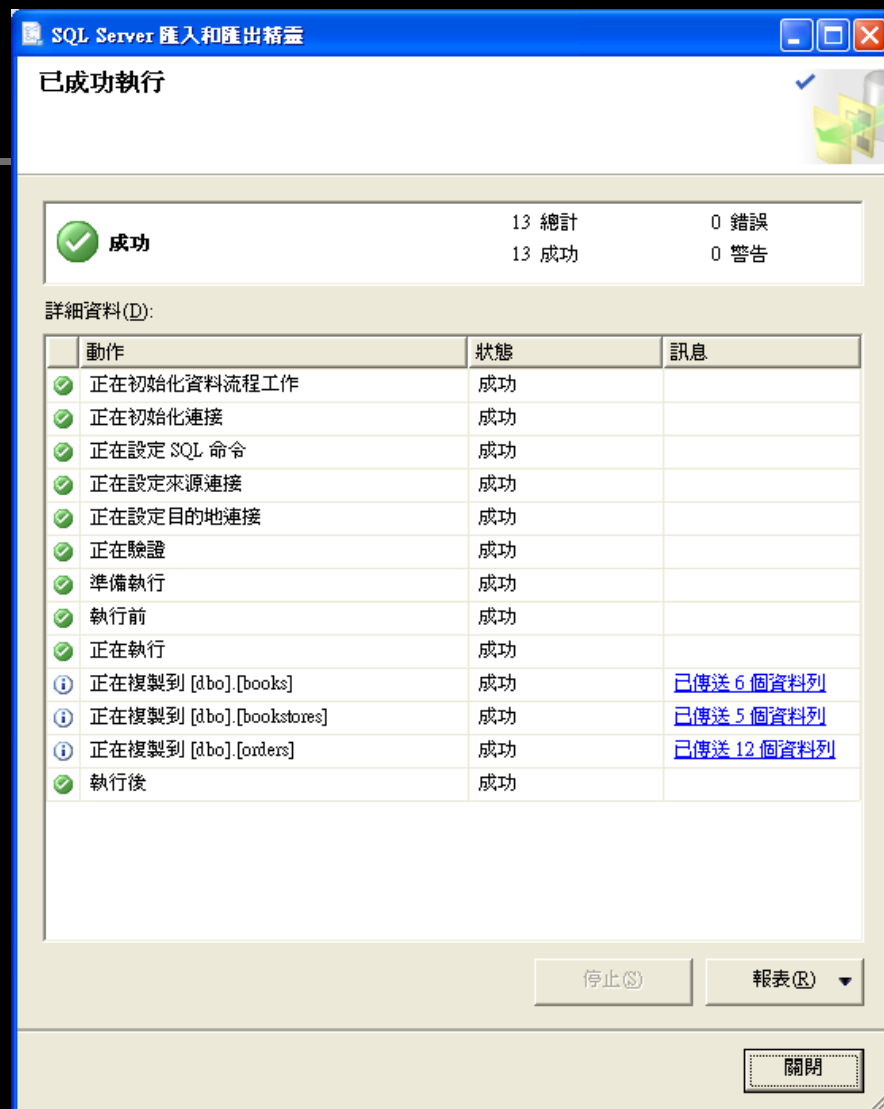 SQL Server 匯入和匯出精靈
已成功執行
成功
13 總計 0 錯誤
13 成功 0 警告
詳細資料(D):
動作 狀態 訊息
正在初始化資料流程工作 成功
正在初始化連接 成功
正在設定 SQL 命令 成功
正在設定來源連接 成功
正在設定目的地連接 成功
正在驗證 成功
準備執行 成功
執行前 成功
正在執行 成功
正在複製到 [dbo].[books] 成功 已傳送 6 個資料列
正在複製到 [dbo].[bookstores] 成功 已傳送 5 個資料列
正在複製到 [dbo].[orders] 成功 已傳送 12 個資料列
執行後 成功
停止(S) 報表(R)
關閉